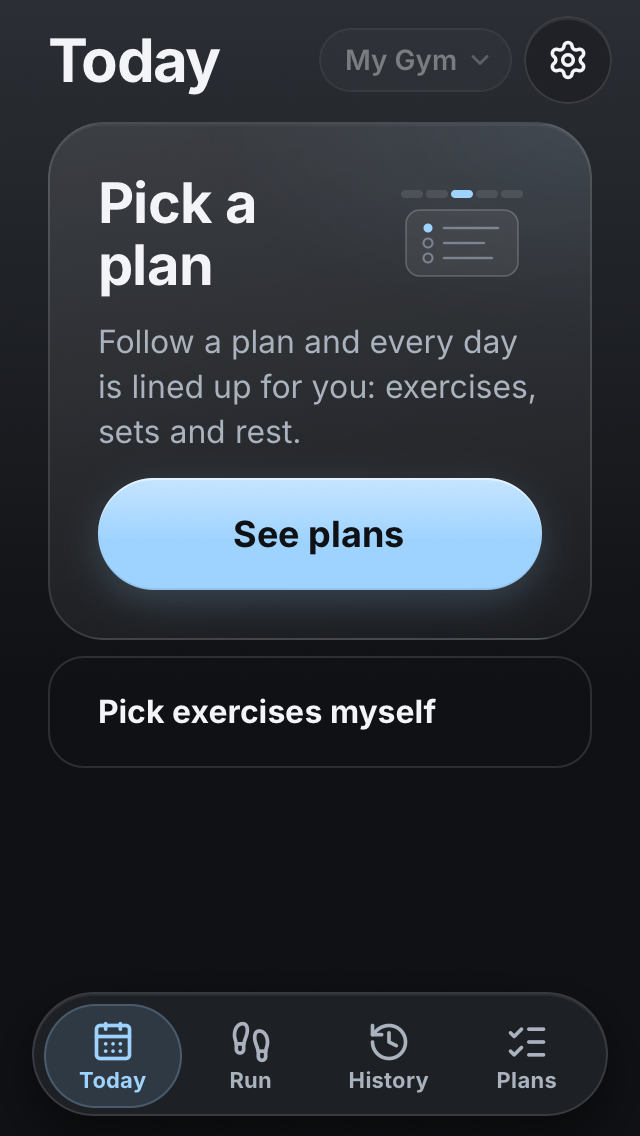 Today
My Gym
Pick a
plan
Follow a plan and every day
is lined up for you: exercises,
sets and rest.
See plans
Pick exercises myself
Today
Run
History
Plans